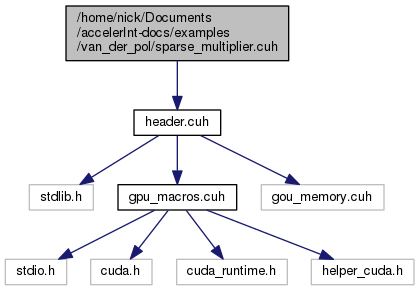 /home/nick/Documents
/accelerInt-docs/examples
/van_der_pol/sparse_multiplier.cuh
header.cuh
stdlib.h
gpu_macros.cuh
gou_memory.cuh
stdio.h
cuda.h
cuda_runtime.h
helper_cuda.h